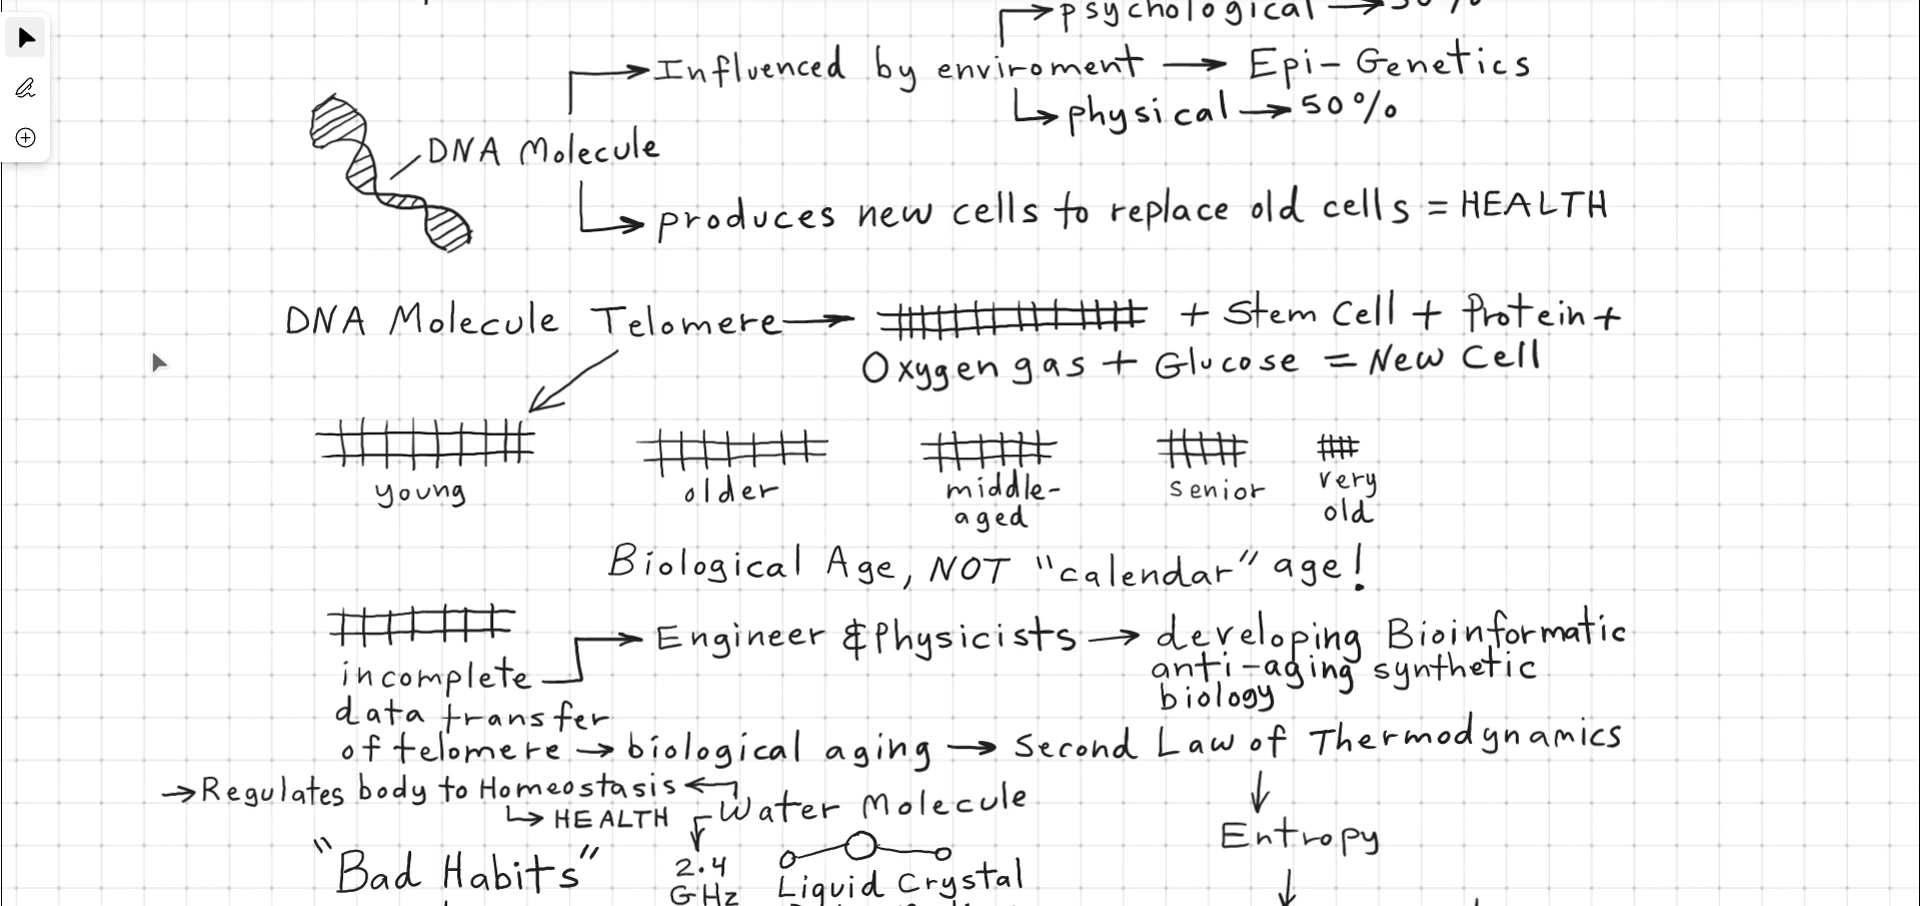 psychological →
Influenced by enviroment → Epi-Genetics
physical → 50%
DNA Molecule
produces new cells to replace old cells = HEALTH
DNA Molecule Telomere → + Stem Cell + Protein +
Oxygen gas + Glucose = New Cell
young
older
middle-
aged
senior
very
old
Biological Age, NOT "calendar" age!
incomplete
data transfer
of telomere → biological aging → Second Law of Thermodynamics
Engineer & Physicists → developing Bioinformatic
anti-aging synthetic
biology
→ Regulates body to Homeostasis ←
HEALTH
Water Molecule
Entropy
"Bad Habits"
2.4
GHz
Liquid Crystal